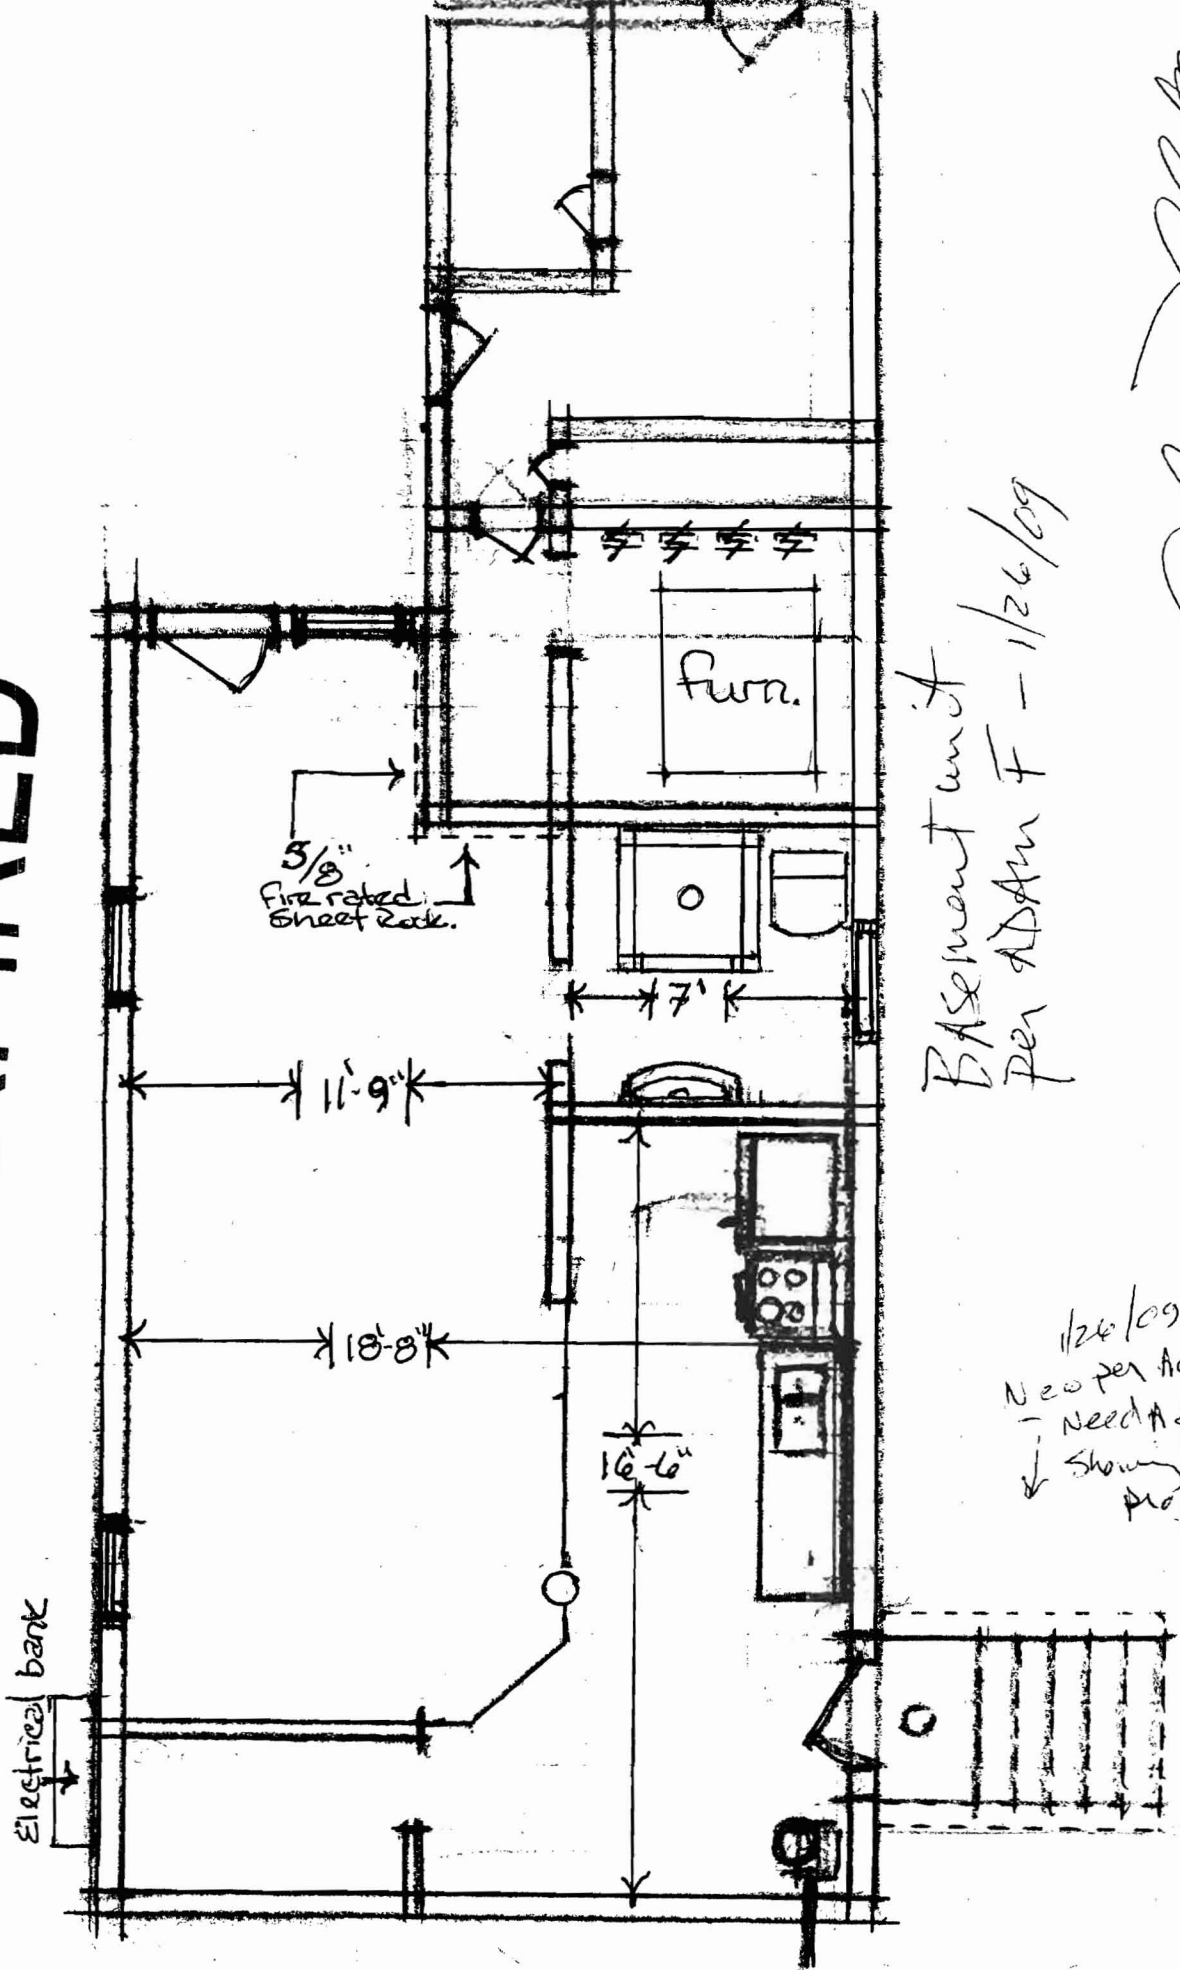 Furn.
5/8"
Fire rated
Sheet Rock.
7'
11'-9"
18'-8"
16'-6"
Electrical bank
Basement unit
Per ADAm F - 1/26/09
1/26/09
New per
Need